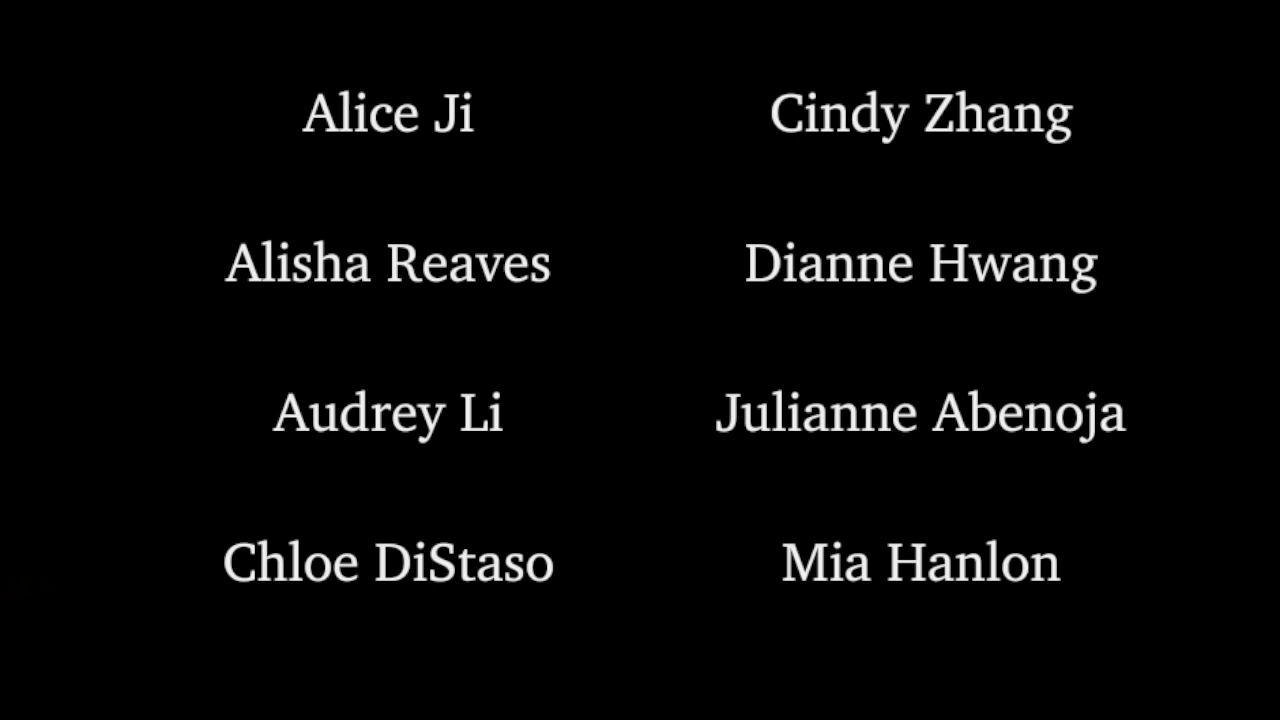 Alice Ji
Alisha Reaves
Audrey Li
Chloe DiStaso
Cindy Zhang
Dianne Hwang
Julianne Abenoja
Mia Hanlon